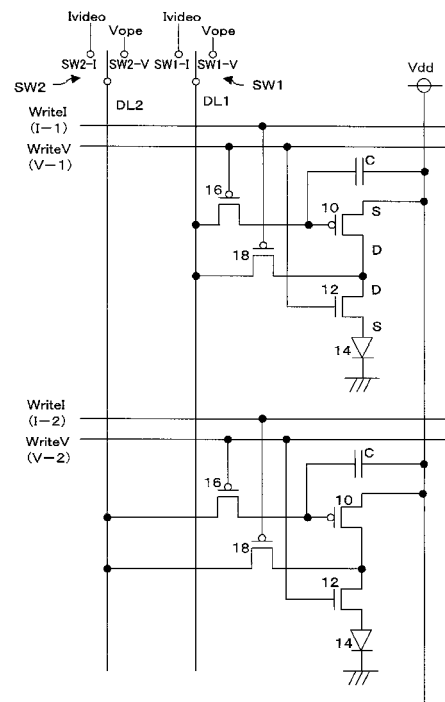 Ivideo
Vope
Ivideo
Vope
SW2-I
SW2-V
SW1-I
SW1-V
Vdd
SW2
SW1
DL2
DL1
WriteI
(I-1)
WriteV
(V-1)
C
16
10
S
D
18
12
D
S
14
WriteI
(I-2)
WriteV
(V-2)
C
16
10
18
12
14